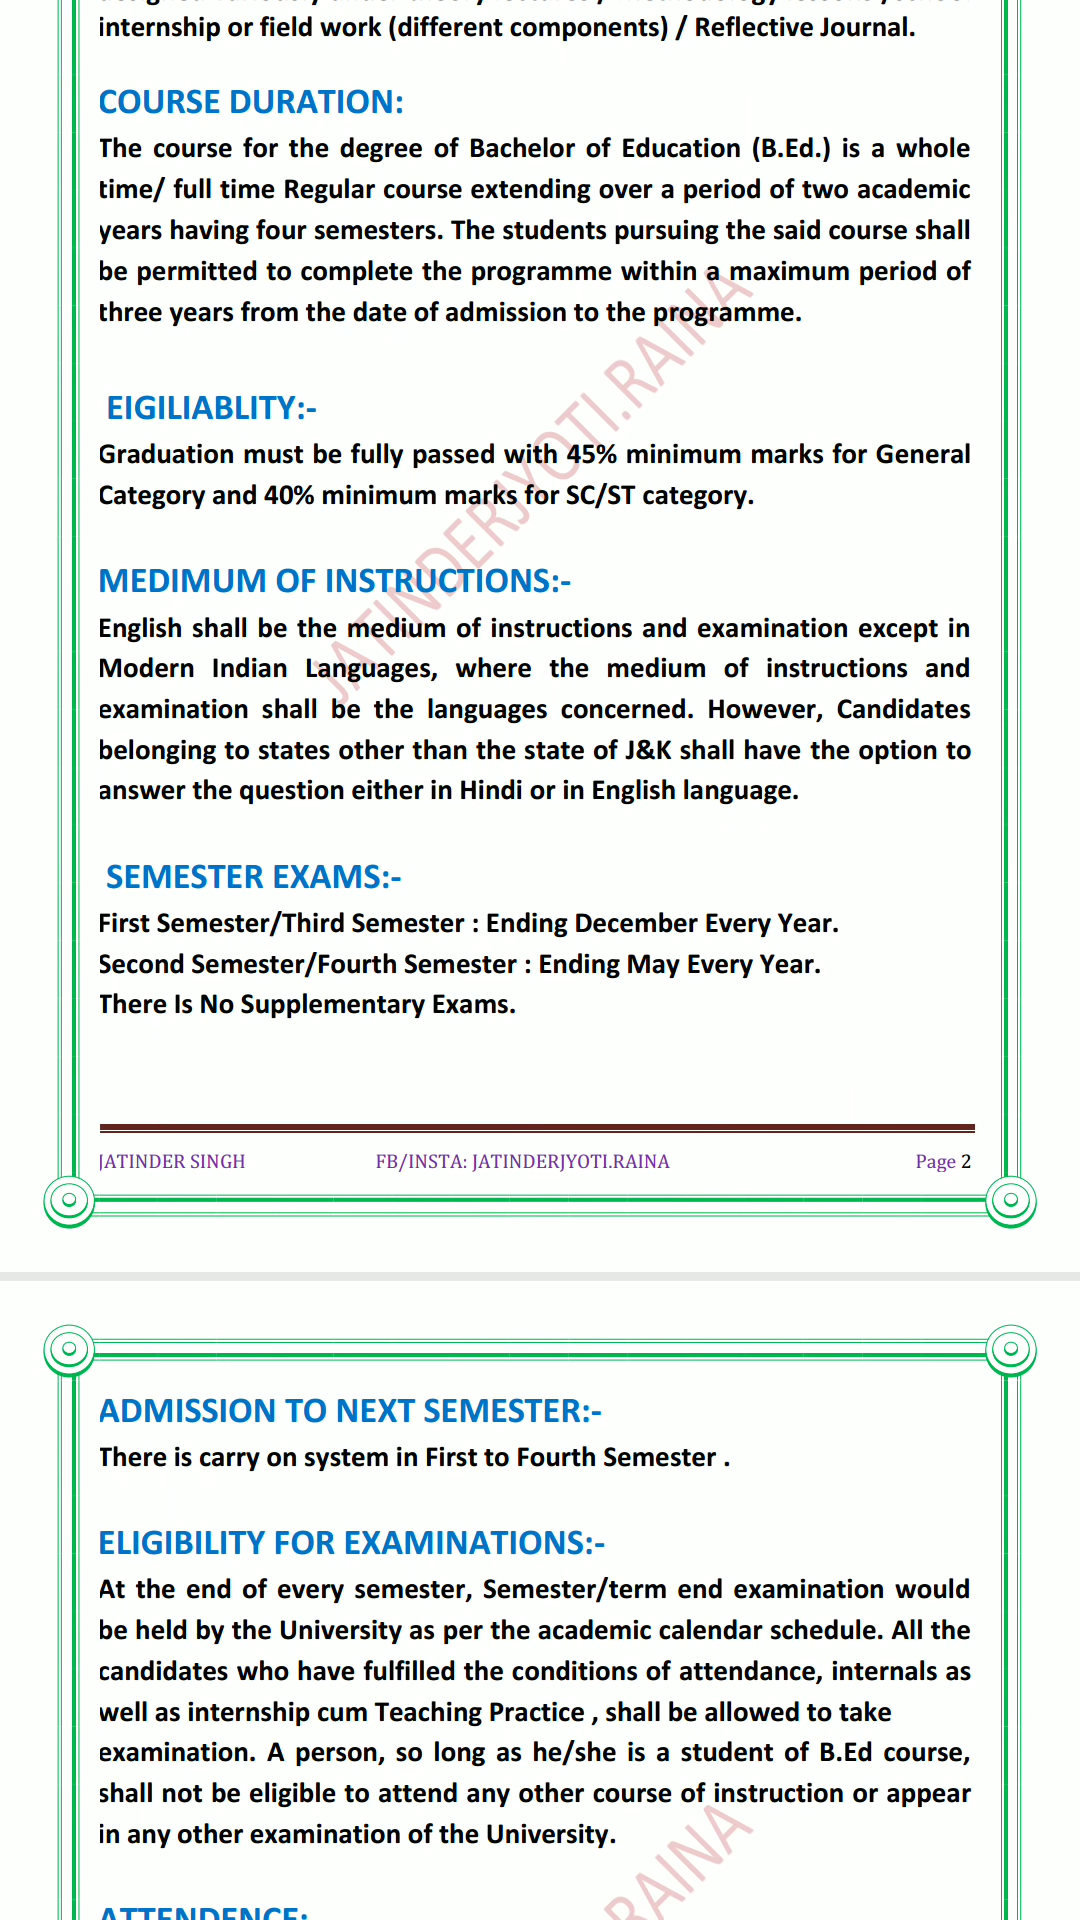 internship or field work (different components) / Reflective Journal.
COURSE DURATION:
The course for the degree of Bachelor of Education (B.Ed.) is a whole
time/ full time Regular course extending over a period of two academic
years having four semesters. The students pursuing the said course shall
be permitted to complete the programme within a maximum period of
three years from the date of admission to the programme.
EIGILIABLITY:-
Graduation must be fully passed with 45% minimum marks for General
Category and 40% minimum marks for SC/ST category.
MEDIMUM OF INSTRUCTIONS:-
English shall be the medium of instructions and examination except in
Modern Indian Languages, where the medium of instructions and
examination shall be the languages concerned. However, Candidates
belonging to states other than the state of J&K shall have the option to
answer the question either in Hindi or in English language.
JATINDERJYOTI.RAINA
SEMESTER EXAMS:-
First Semester/Third Semester : Ending December Every Year.
Second Semester/Fourth Semester : Ending May Every Year.
There Is No Supplementary Exams.
JATINDER SINGH FB/INSTA: JATINDERJYOTI.RAINA Page 2
ADMISSION TO NEXT SEMESTER:-
There is carry on system in First to Fourth Semester .
ELIGIBILITY FOR EXAMINATIONS:-
At the end of every semester, Semester/term end examination would
be held by the University as per the academic calendar schedule. All the
candidates who have fulfilled the conditions of attendance, internals as
well as internship cum Teaching Practice , shall be allowed to take
examination. A person, so long as he/she is a student of B.Ed course,
shall not be eligible to attend any other course of instruction or appear
in any other examination of the University.
RAINA
ATTENDENCE: